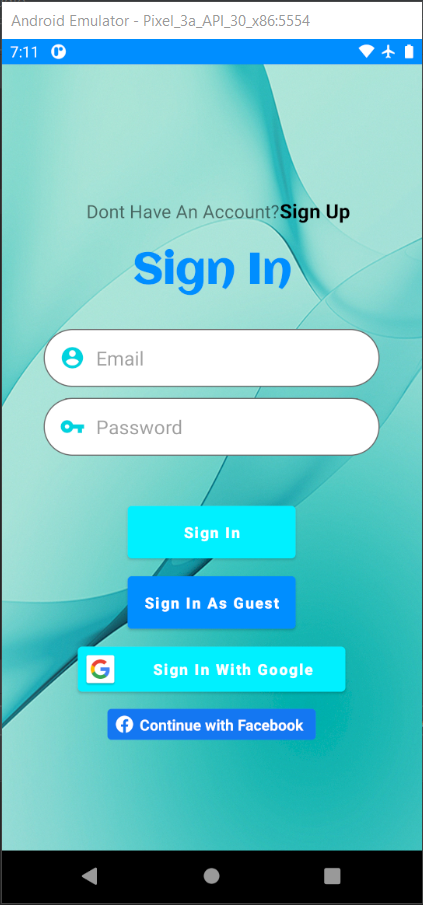 Android Emulator - Pixel_3a_API_30_x86:5554
7:11
Dont Have An Account?Sign Up
Sign In
Email
Password
Sign In
Sign In As Guest
Sign In With Google
Continue with Facebook